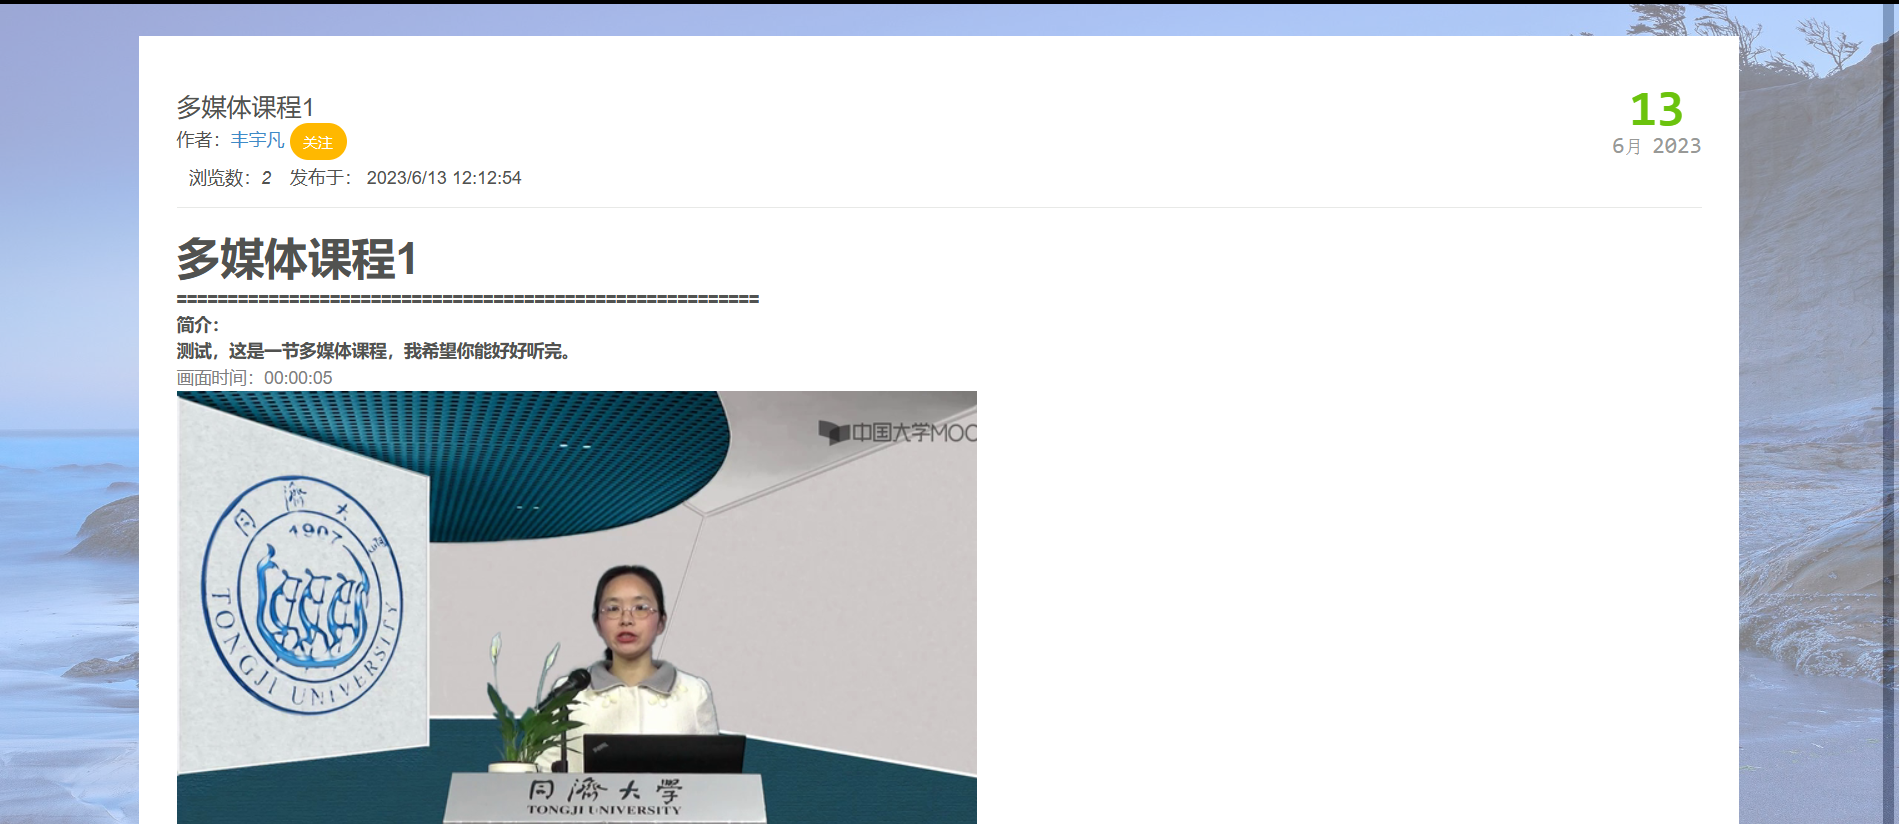 多媒体课程1
作者：丰宇凡 关注
浏览数：2 发布于： 2023/6/13 12:12:54
13
6月 2023
多媒体课程1
=========================================================
简介：
测试，这是一节多媒体课程，我希望你能好好听完。
画面时间：00:00:05
中国大学MOOC
同濟大
1907
TONGJI UNIVERSITY
同濟大學
TONGJI UNIVERSITY